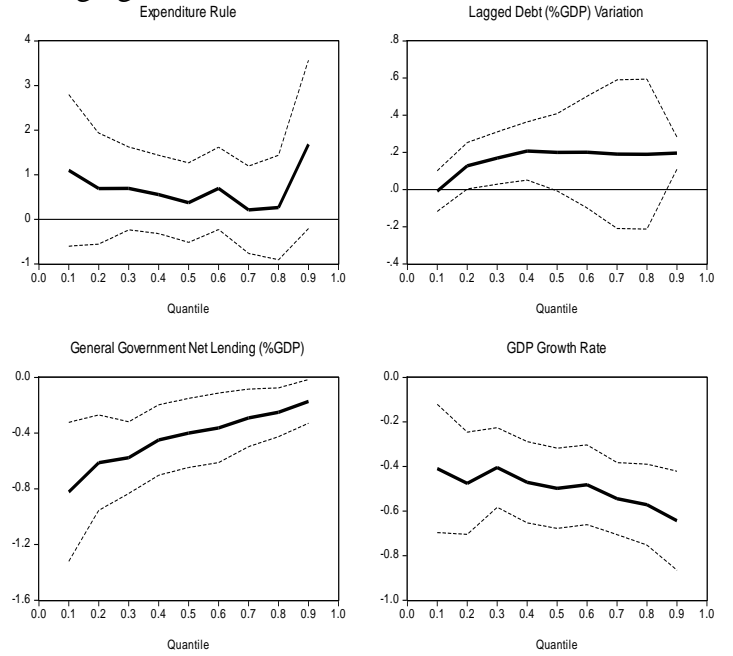 Expenditure Rule
4
3
2
1
0
-1
0.0 0.1 0.2 0.3 0.4 0.5 0.6 0.7 0.8 0.9 1.0
Quantile
Lagged Debt (%GDP) Variation
.8
.6
.4
.2
.0
-.2
-.4
0.0 0.1 0.2 0.3 0.4 0.5 0.6 0.7 0.8 0.9 1.0
Quantile
General Government Net Lending (%GDP)
0.0
-0.4
-0.8
-1.2
-1.6
0.0 0.1 0.2 0.3 0.4 0.5 0.6 0.7 0.8 0.9 1.0
Quantile
GDP Growth Rate
0.0
-0.2
-0.4
-0.6
-0.8
-1.0
0.0 0.1 0.2 0.3 0.4 0.5 0.6 0.7 0.8 0.9 1.0
Quantile